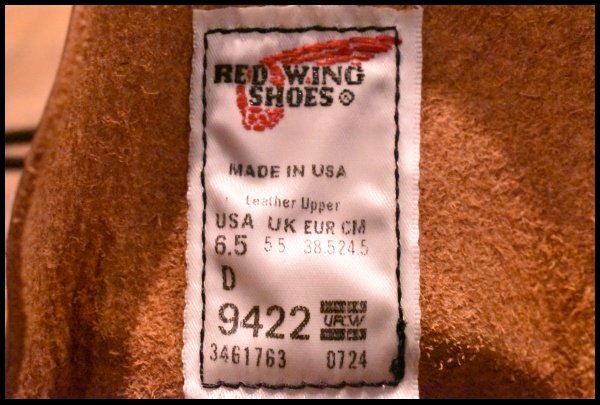 RED WING
SHOES ®
MADE IN USA
Leather Upper
USA UK EUR CM
6.5 5.5 38.5 24.5
D
9422 UFCW
3461763 0724